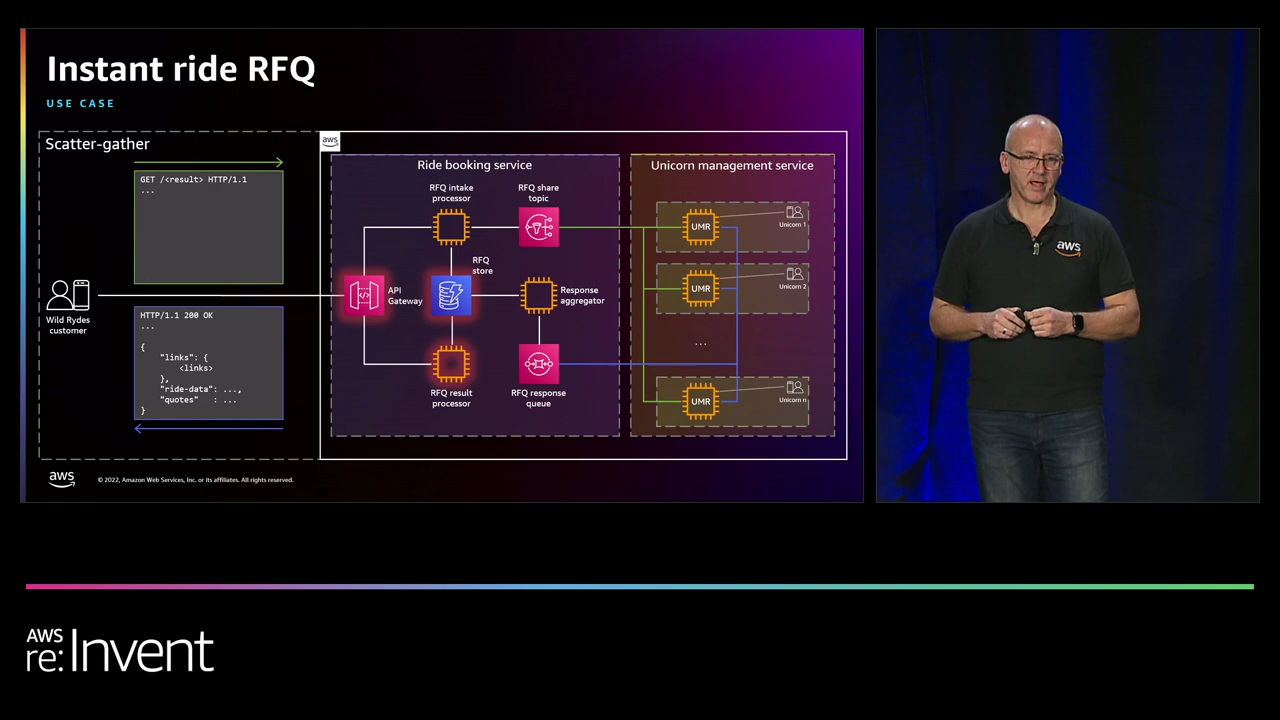 Instant ride RFQ
USE CASE
Scatter-gather
GET /<result> HTTP/1.1
...
Wild Rydes
customer
HTTP/1.1 200 OK
...
{
"links": {
<links>
},
"ride-data": ...,
"quotes" : ...
}
aws
Ride booking service
RFQ intake
processor
RFQ share
topic
RFQ
store
API
Gateway
Response
aggregator
RFQ result
processor
RFQ response
queue
Unicorn management service
UMR
Unicorn 1
UMR
Unicorn 2
...
UMR
Unicorn n
aws
© 2022, Amazon Web Services, Inc. or its affiliates. All rights reserved.
aws
AWS
re:Invent